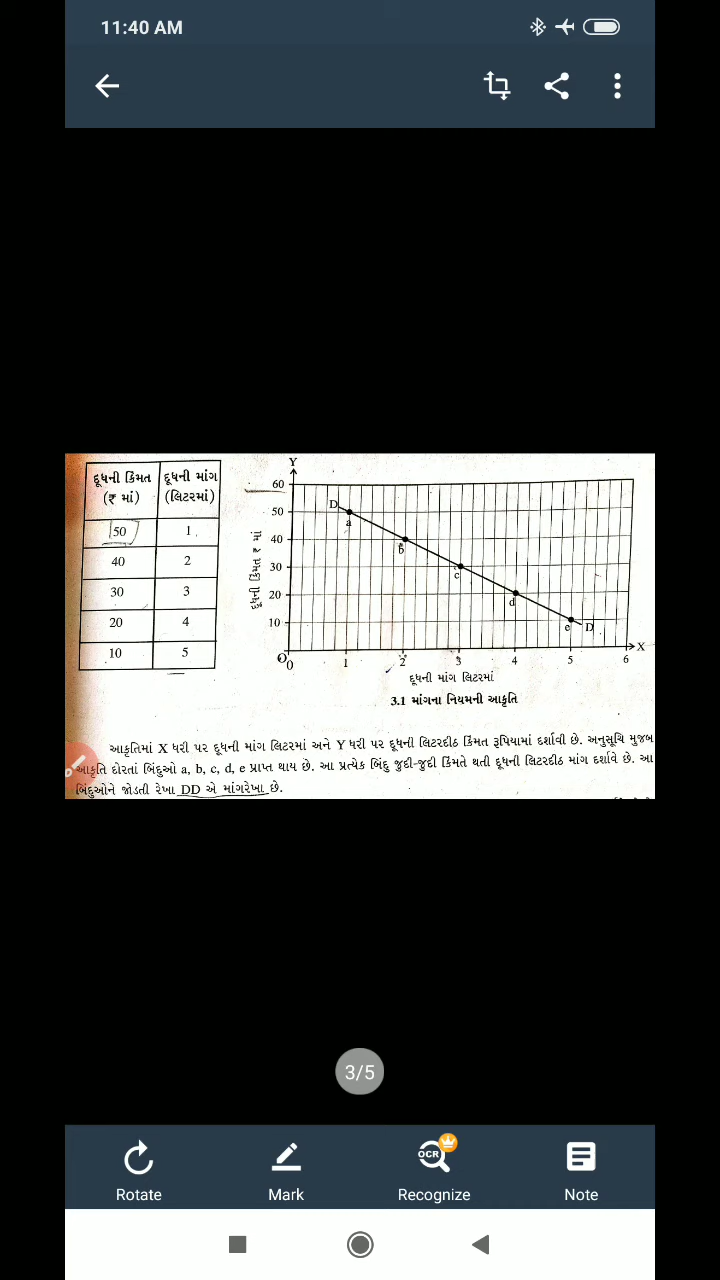 11:40 AM
દૂધની કિંમત
(₹ માં)
દૂધની માંગ
(લિટરમાં)
50 1
40 2
30 3
20 4
10 5
Y
60
50
40
30
20
10
દૂધની કિંમત ₹ માં
D
a
b
c
d
e
D
X
O
0 1 2 3 4 5 6
દૂધની માંગ લિટરમાં
3.1 માંગના નિયમની આકૃતિ
આકૃતિમાં X ધરી પર દૂધની માંગ લિટરમાં અને Y ધરી પર દૂધની લિટરદીઠ કિંમત રૂપિયામાં દર્શાવી છે. અનુસૂચિ મુજબ
આકૃતિ દોરતાં બિંદુઓ a, b, c, d, e પ્રાપ્ત થાય છે. આ પ્રત્યેક બિંદુ જુદી-જુદી કિંમતે થતી દૂધની લિટરદીઠ માંગ દર્શાવે છે. આ
બિંદુઓને જોડતી રેખા DD એ માંગરેખા છે.
3/5
OCR
Rotate Mark Recognize Note